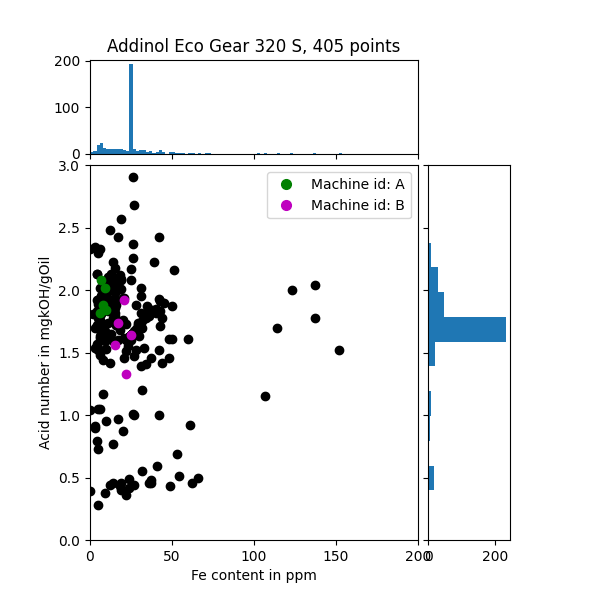 Addinol Eco Gear 320 S, 405 points
200
100
0
3.0
2.5
2.0
1.5
1.0
0.5
0.0
Acid number in mgkOH/gOil
Machine id: A
Machine id: B
0 50 100 150 200
Fe content in ppm
0 200